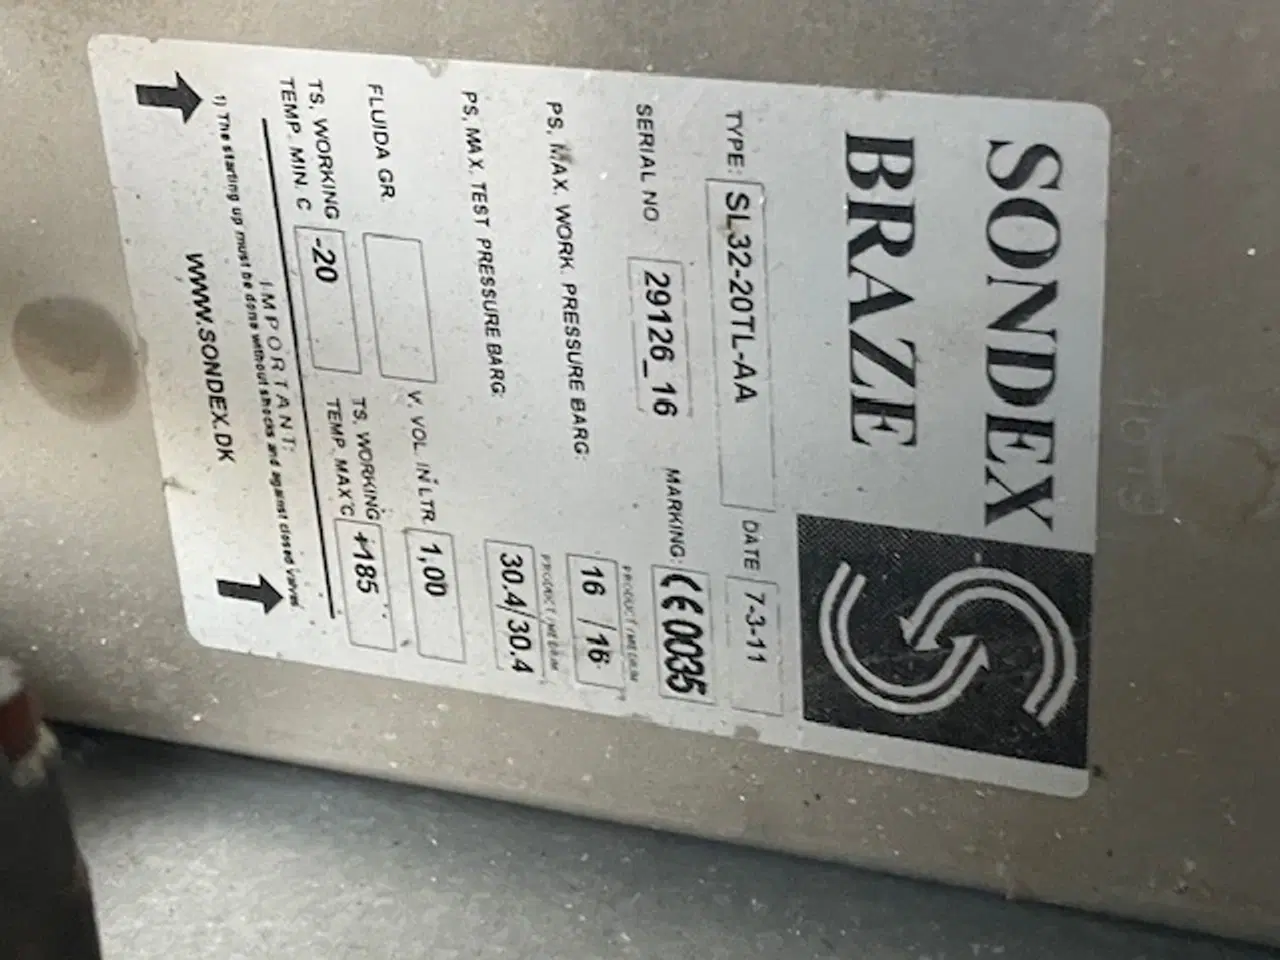 SONDEX
BRAZE
TYPE: SL32-20TL-AA DATE 7-3-11
SERIAL NO 29126_16 MARKING: CE 0035
PRODUCT/MEDIUM
PS. MAX. WORK. PRESSURE BARG: 16 / 16
PRODUCT/MEDIUM
PS. MAX. TEST PRESSURE BARG: 30.4/30.4
FLUIDA GR. V. VOL. IN LTR. 1,00
TS. WORKING TEMP. MIN. C -20 TS. WORKING TEMP. MAX°C +185
IMPORTANT:
1) The starting up must be done without shocks and against closed valves.
WWW.SONDEX.DK